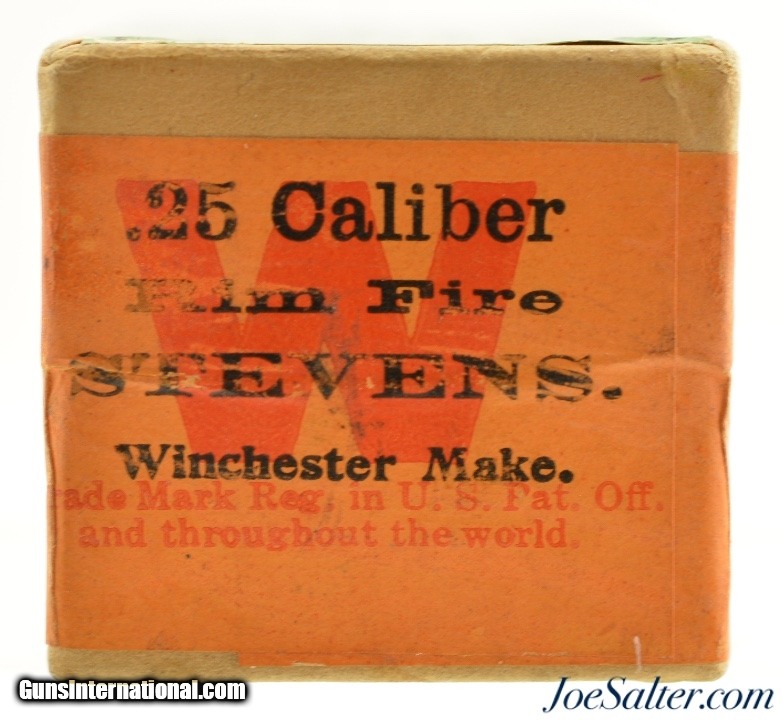 W
.25 Caliber
Rim Fire
STEVENS.
Winchester Make.
rade Mark Reg. in U. S. Pat. Off.
and throughout the world.
GunsInternational.com
JoeSalter.com